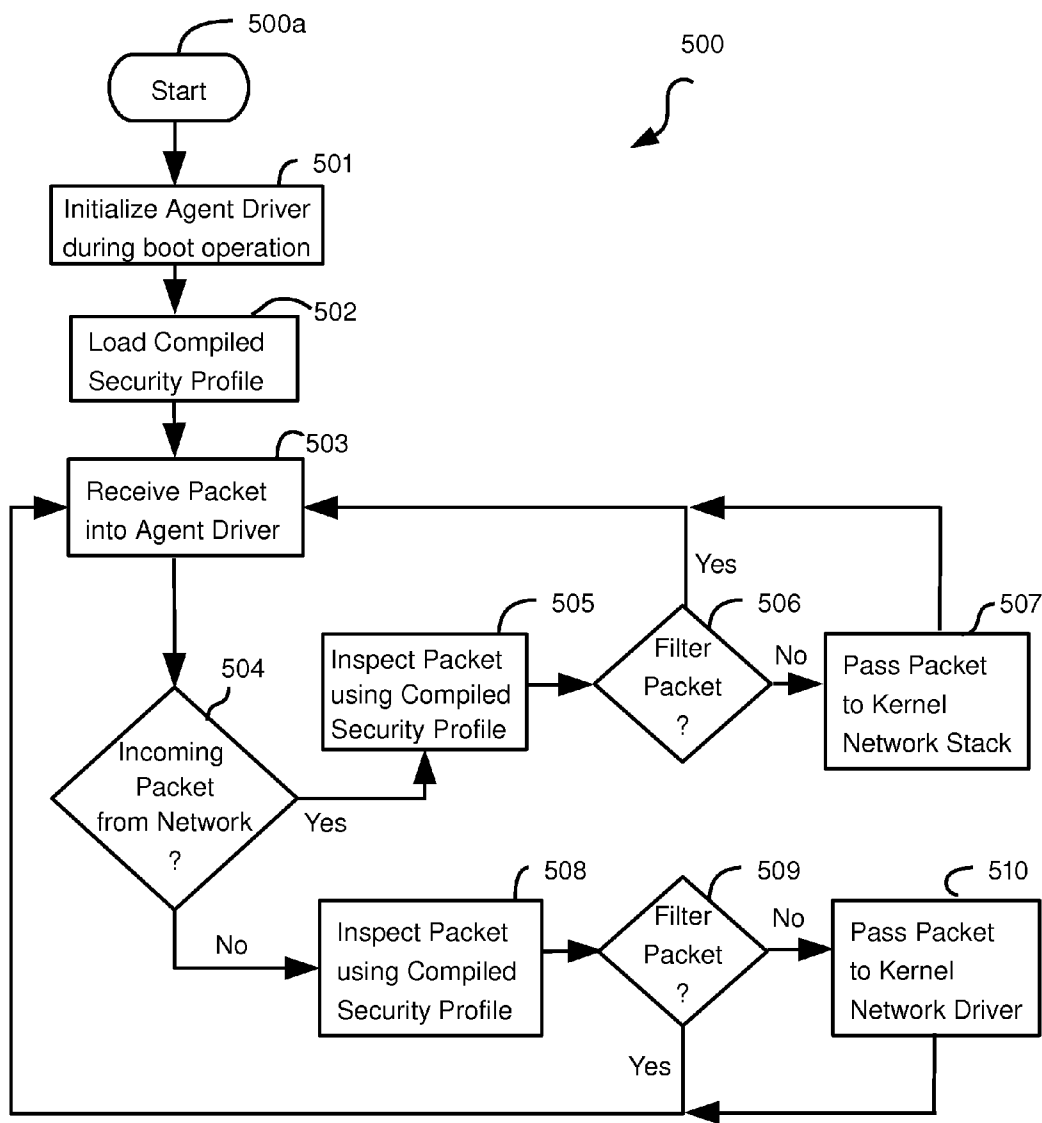 500a
500
Start
501
Initialize Agent Driver
during boot operation
502
Load Compiled
Security Profile
503
Receive Packet
into Agent Driver
Yes
504
Incoming
Packet
from Network
?
Yes
505
Inspect Packet
using Compiled
Security Profile
506
Filter
Packet
?
No
507
Pass Packet
to Kernel
Network Stack
No
508
Inspect Packet
using Compiled
Security Profile
509
Filter
Packet
?
No
510
Pass Packet
to Kernel
Network Driver
Yes